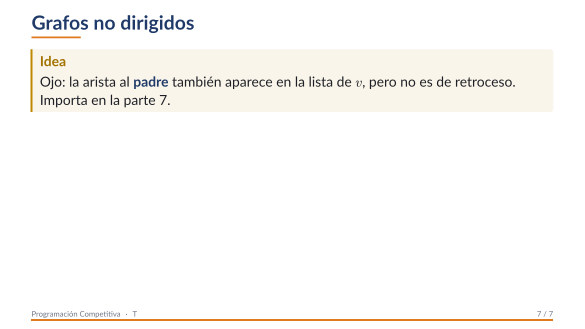 Grafos no dirigidos
Idea
Ojo: la arista al padre también aparece en la lista de v, pero no es de retroceso.
Importa en la parte 7.
Programación Competitiva · T
7 / 7